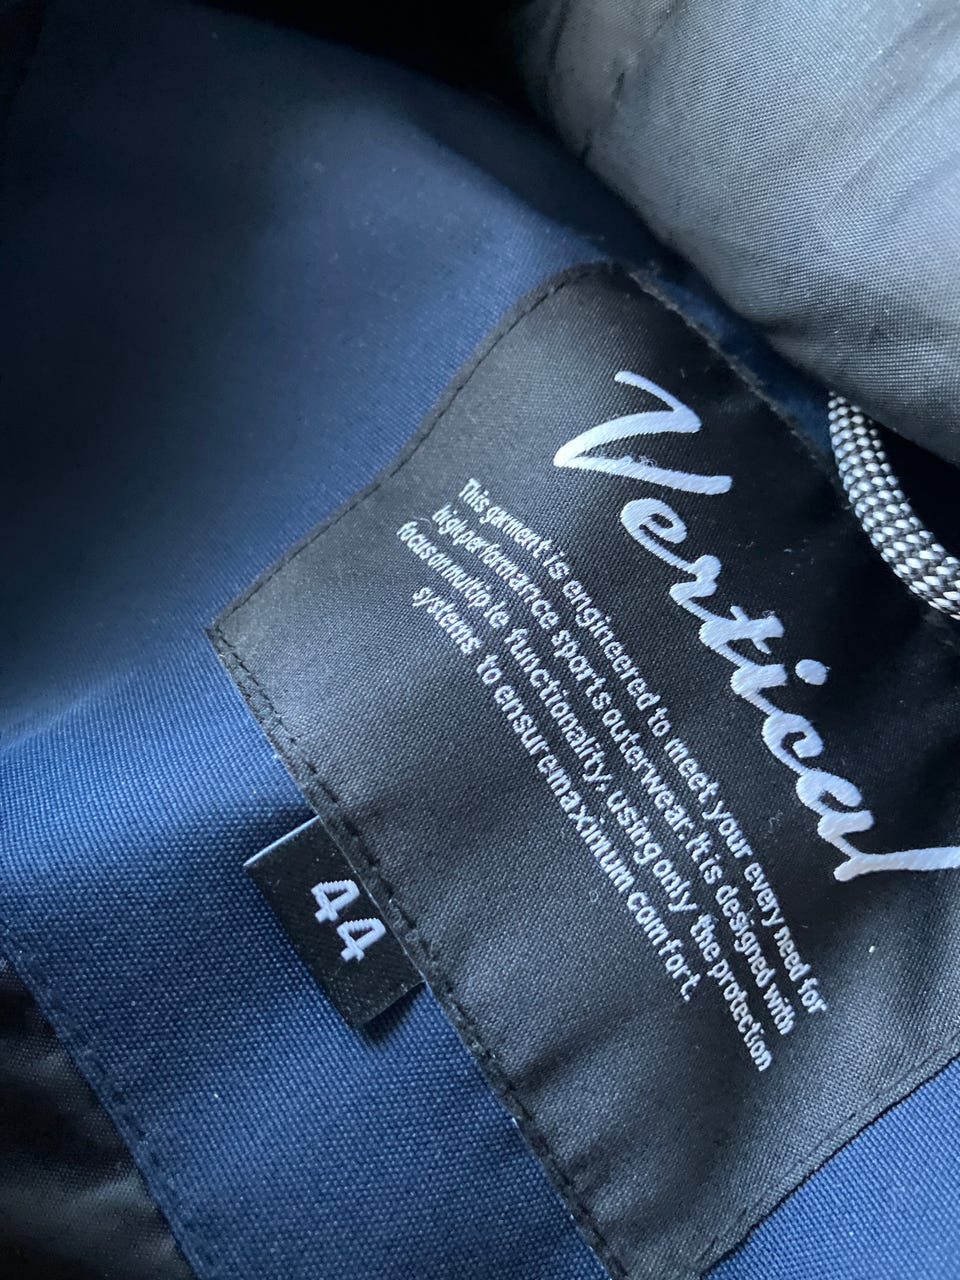 Vertical
This garment is engineered to meet your every need for
high performance sports outerwear. It is designed with
focus on multiple functionality, using only the protection
systems to ensure maximum comfort.
44